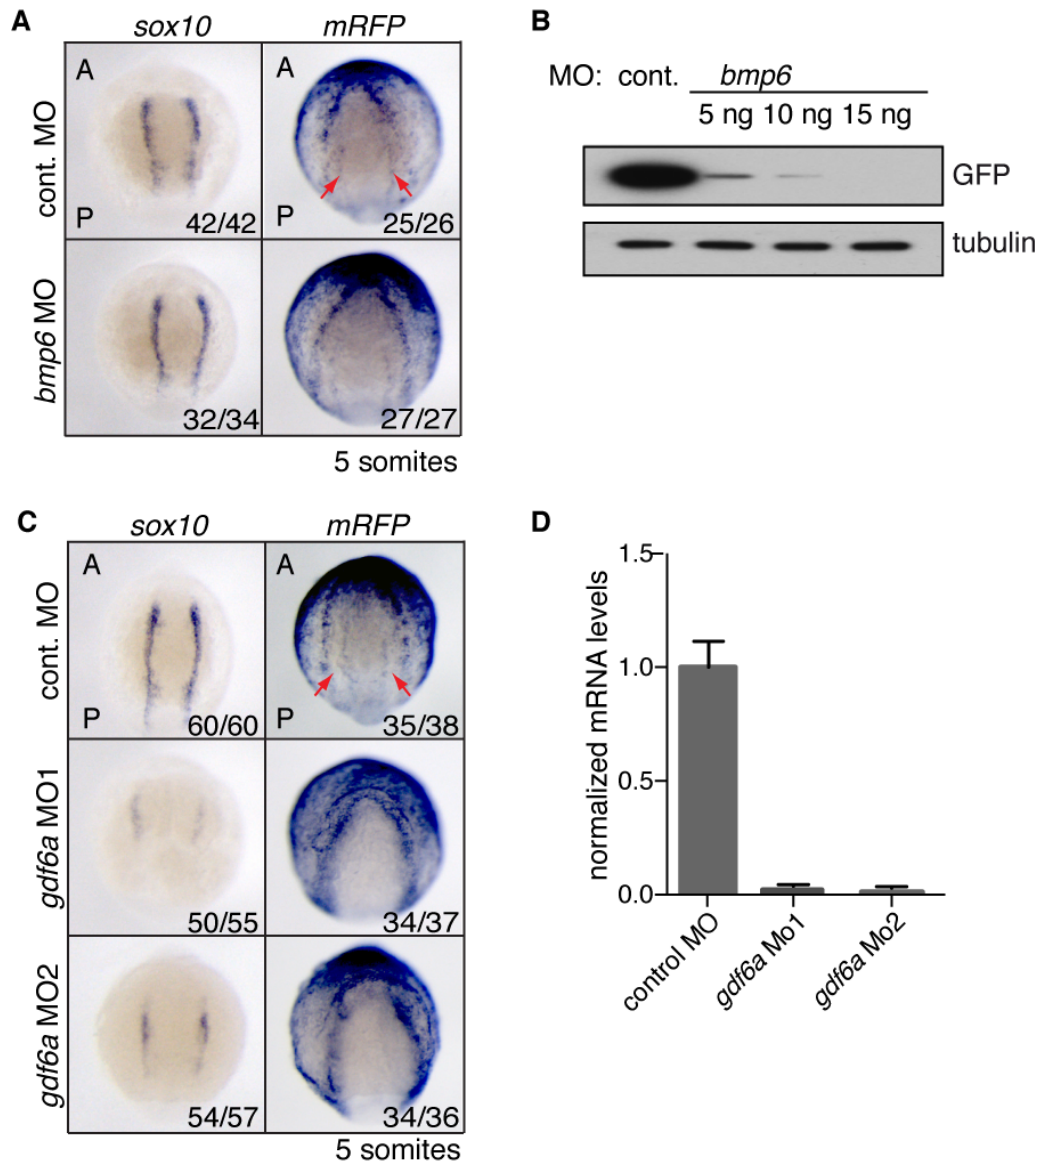 A
sox10 mRFP
cont. MO
A
P
42/42
A
P
25/26
bmp6 MO
32/34
27/27
5 somites
B
MO: cont. bmp6
5 ng 10 ng 15 ng
GFP
tubulin
C
sox10 mRFP
cont. MO
A
P
60/60
A
P
35/38
gdf6a MO1
50/55
34/37
gdf6a MO2
54/57
34/36
5 somites
D
normalized mRNA levels
1.5
1.0
0.5
0.0
control MO
gdf6a Mo1
gdf6a Mo2